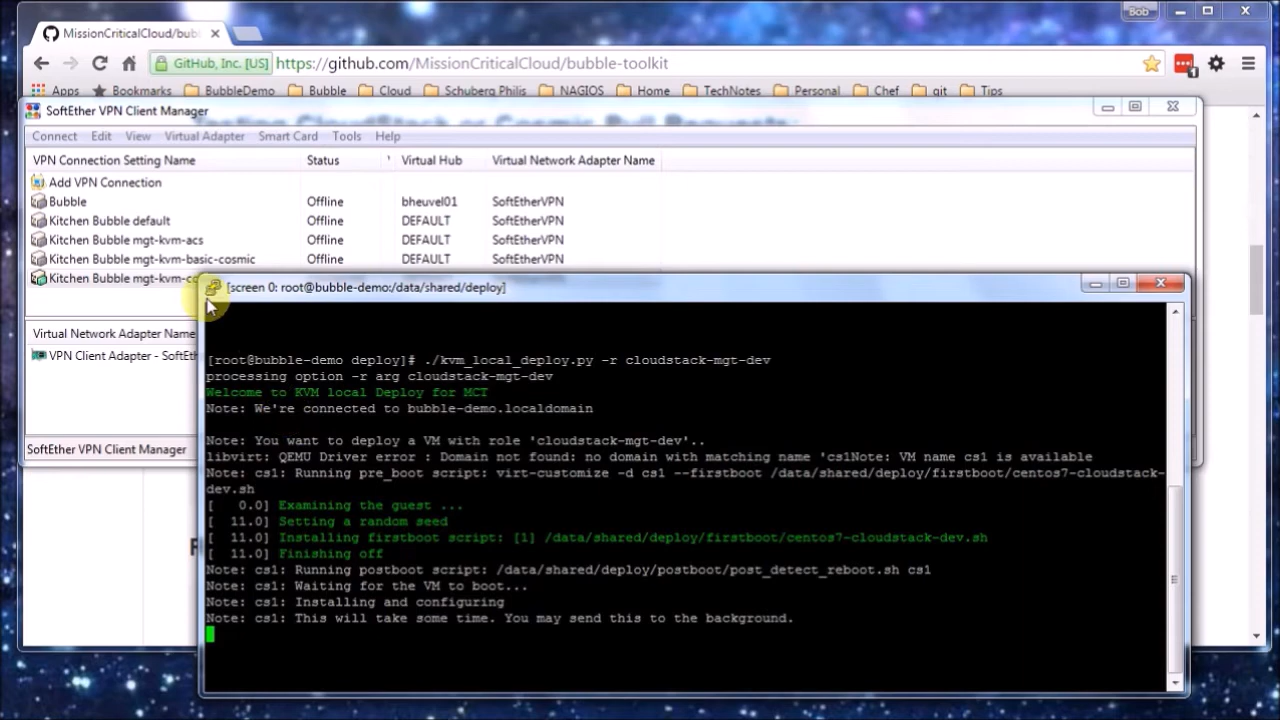 Bob
MissionCriticalCloud/bubb
GitHub, Inc. [US] https://github.com/MissionCriticalCloud/bubble-toolkit
1
Apps Bookmarks BubbleDemo Bubble Cloud Schuberg Philis NAGIOS Home TechNotes Personal Chef git Tips
SoftEther VPN Client Manager
Connect Edit View Virtual Adapter Smart Card Tools Help
VPN Connection Setting Name Status Virtual Hub Virtual Network Adapter Name
Add VPN Connection
Bubble Offline bheuvel01 SoftEtherVPN
Kitchen Bubble default Offline DEFAULT SoftEtherVPN
Kitchen Bubble mgt-kvm-acs Offline DEFAULT SoftEtherVPN
Kitchen Bubble mgt-kvm-basic-cosmic Offline DEFAULT SoftEtherVPN
Kitchen Bubble mgt-kvm-co
Virtual Network Adapter Name
VPN Client Adapter - SoftEth
SoftEther VPN Client Manager
[screen 0: root@bubble-demo:/data/shared/deploy]
[root@bubble-demo deploy]# ./kvm_local_deploy.py -r cloudstack-mgt-dev
processing option -r arg cloudstack-mgt-dev
Welcome to KVM local Deploy for MCT
Note: We're connected to bubble-demo.localdomain
Note: You want to deploy a VM with role 'cloudstack-mgt-dev'..
libvirt: QEMU Driver error : Domain not found: no domain with matching name 'cs1Note: VM name cs1 is available
Note: cs1: Running pre_boot script: virt-customize -d cs1 --firstboot /data/shared/deploy/firstboot/centos7-cloudstack-
dev.sh
[ 0.0] Examining the guest ...
[ 11.0] Setting a random seed
[ 11.0] Installing firstboot script: [1] /data/shared/deploy/firstboot/centos7-cloudstack-dev.sh
[ 11.0] Finishing off
Note: cs1: Running postboot script: /data/shared/deploy/postboot/post_detect_reboot.sh cs1
Note: cs1: Waiting for the VM to boot...
Note: cs1: Installing and configuring
Note: cs1: This will take some time. You may send this to the background.